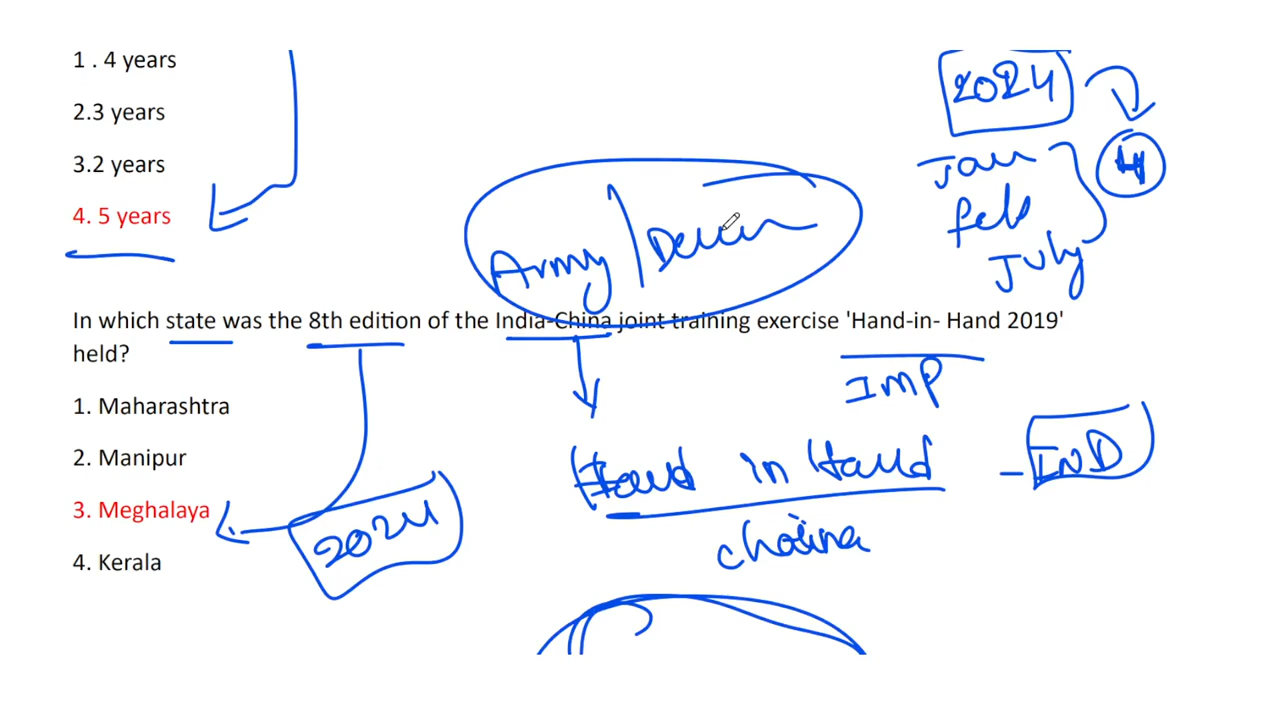 1 . 4 years
2.3 years
3.2 years
4. 5 years
2024
Jan
feb
July
Army
In which state was the 8th edition of the India-China joint training exercise 'Hand-in- Hand 2019'
held?
IMP
1. Maharashtra
2. Manipur
Hand in Hand - IND
3. Meghalaya
2024
4. Kerala